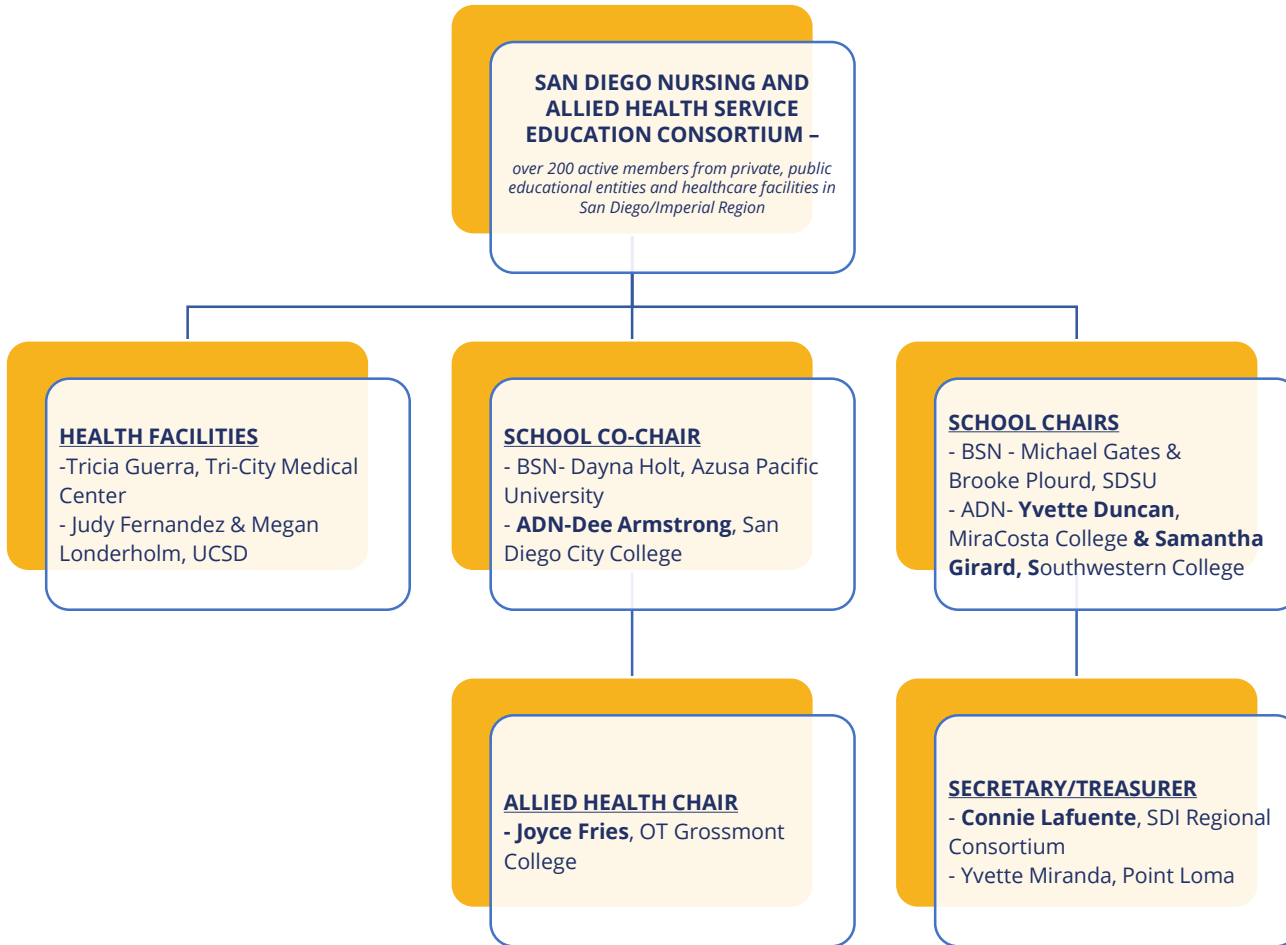 SAN DIEGO NURSING AND
ALLIED HEALTH SERVICE
EDUCATION CONSORTIUM –
over 200 active members from private, public
educational entities and healthcare facilities in
San Diego/Imperial Region
HEALTH FACILITIES
-Tricia Guerra, Tri-City Medical
Center
- Judy Fernandez & Megan
Londerholm, UCSD
SCHOOL CO-CHAIR
- BSN- Dayna Holt, Azusa Pacific
University
- ADN-Dee Armstrong, San
Diego City College
SCHOOL CHAIRS
- BSN - Michael Gates &
Brooke Plourd, SDSU
- ADN- Yvette Duncan,
MiraCosta College & Samantha
Girard, Southwestern College
ALLIED HEALTH CHAIR
- Joyce Fries, OT Grossmont
College
SECRETARY/TREASURER
- Connie Lafuente, SDI Regional
Consortium
- Yvette Miranda, Point Loma